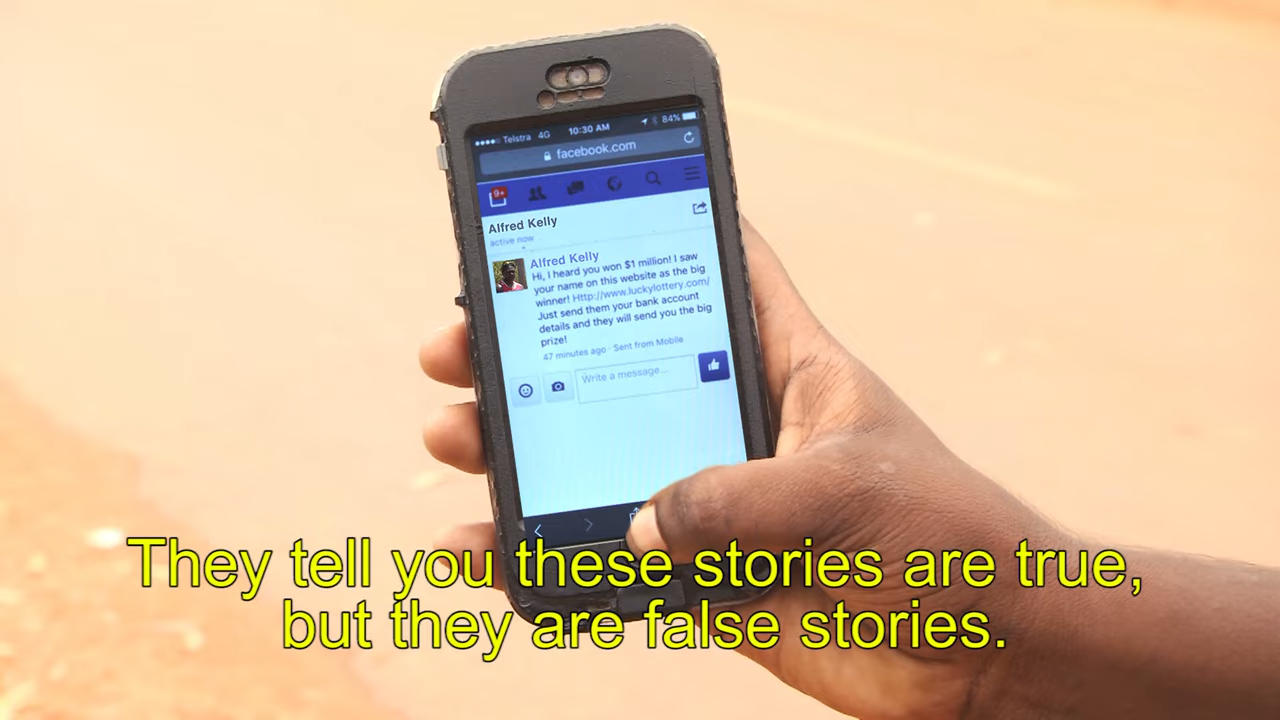 Telstra 4G 10:30 AM 84%
facebook.com
9+
Alfred Kelly
active now
Alfred Kelly
Hi, I heard you won $1 million! I saw
your name on this website as the big
winner! Http://www.luckylottery.com/
Just send them your bank account
details and they will send you the big
prize!
47 minutes ago · Sent from Mobile
Write a message...
They tell you these stories are true,
but they are false stories.